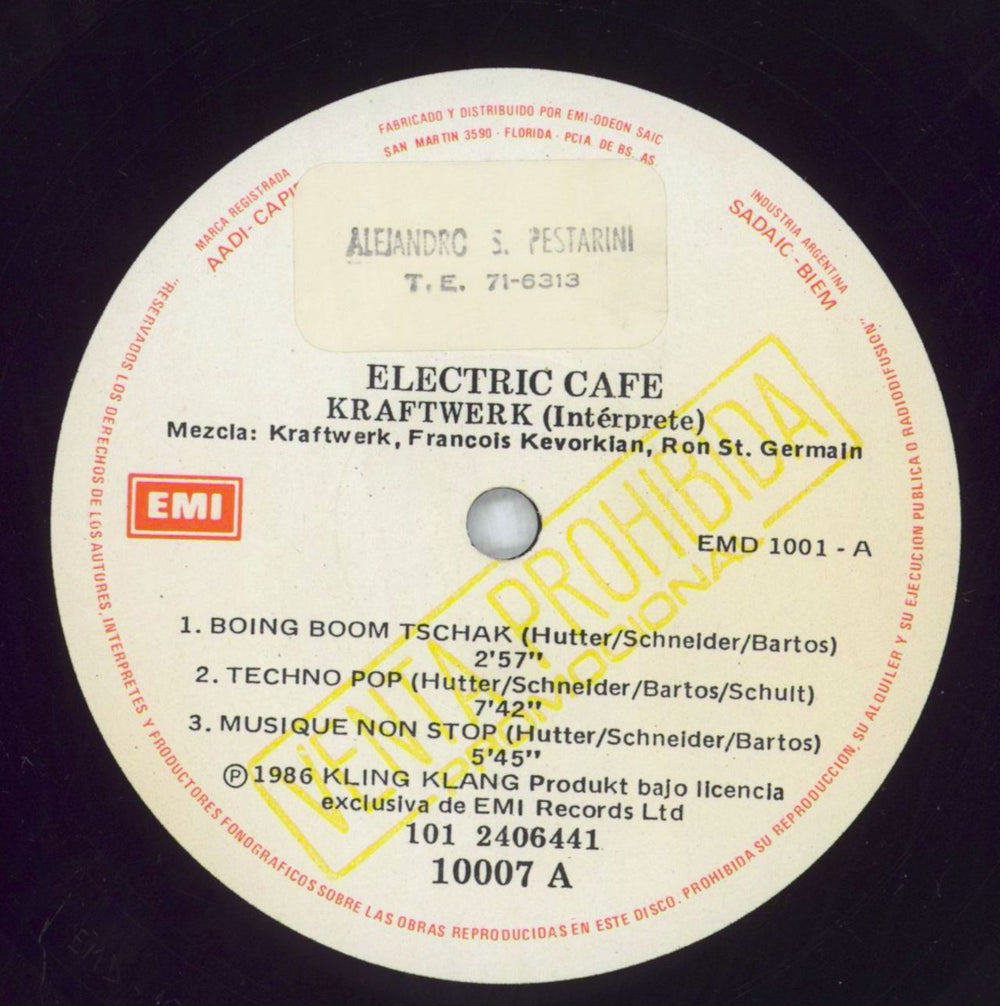 FABRICADO Y DISTRIBUIDO POR EMI-ODEON SAIC
SAN MARTIN 3590 - FLORIDA - PCIA. DE BS. AS.
MARCA REGISTRADA
AADI-CAPI
INDUSTRIA ARGENTINA
SADAIC - BIEM
ALEJANDRO S. PESTARINI
T. E. 71-6313
ELECTRIC CAFE
KRAFTWERK (Intérprete)
Mezcla: Kraftwerk, Francois Kevorkian, Ron St. Germain
EMI
EMD 1001 - A
VENTA PROHIBIDA
PROMOCIONAL
1. BOING BOOM TSCHAK (Hutter/Schneider/Bartos)
2'57"
2. TECHNO POP (Hutter/Schneider/Bartos/Schult)
7'42"
3. MUSIQUE NON STOP (Hutter/Schneider/Bartos)
5'45"
℗ 1986 KLING KLANG Produkt bajo licencia
exclusiva de EMI Records Ltd
101 2406441
10007 A
"RESERVADOS LOS DERECHOS DE LOS AUTORES, INTERPRETES Y PRODUCTORES FONOGRAFICOS SOBRE LAS OBRAS REPRODUCIDAS EN ESTE DISCO. PROHIBIDA SU REPRODUCCION, SU ALQUILER Y SU EJECUCION PUBLICA O RADIODIFUSION"
EMD